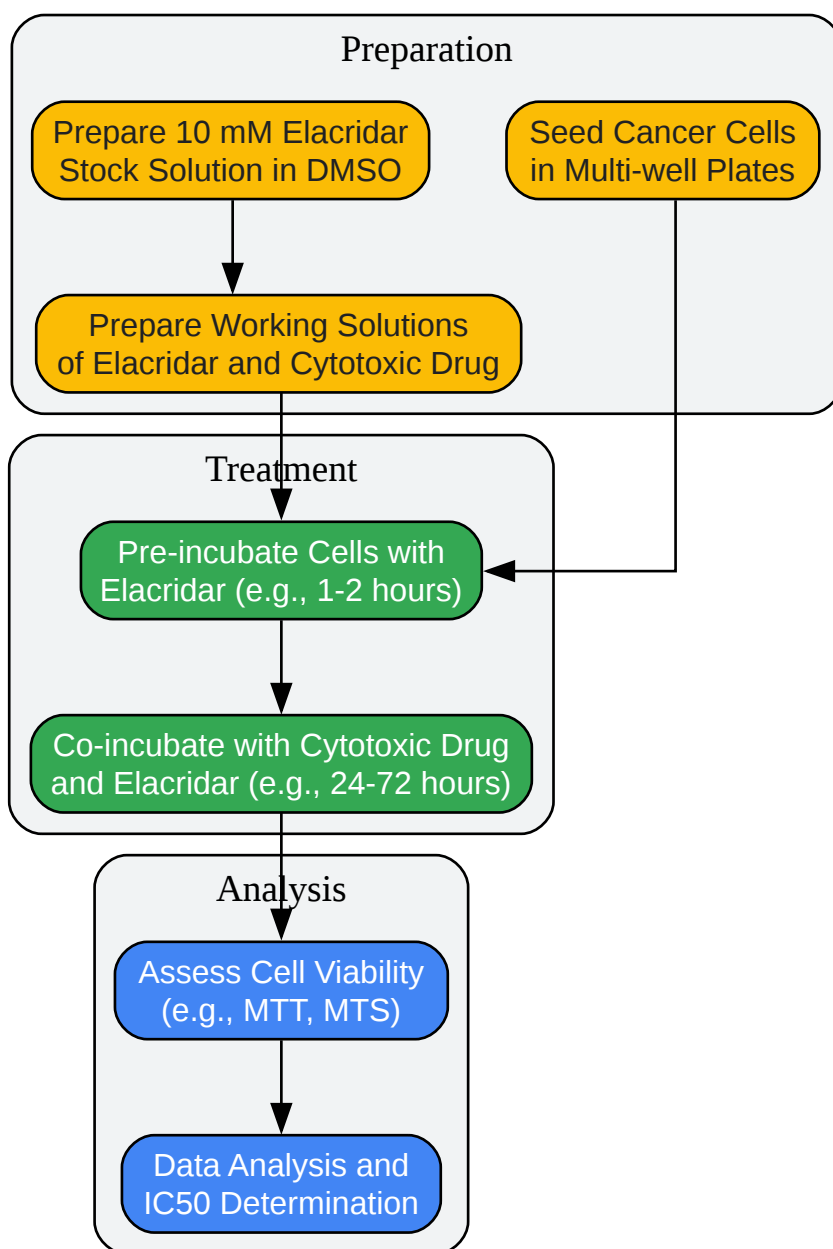 Preparation
Prepare 10 mM Elacridar
Stock Solution in DMSO
Seed Cancer Cells
in Multi-well Plates
Prepare Working Solutions
of Elacridar and Cytotoxic Drug
Treatment
Pre-incubate Cells with
Elacridar (e.g., 1-2 hours)
Co-incubate with Cytotoxic Drug
and Elacridar (e.g., 24-72 hours)
Analysis
Assess Cell Viability
(e.g., MTT, MTS)
Data Analysis and
IC50 Determination